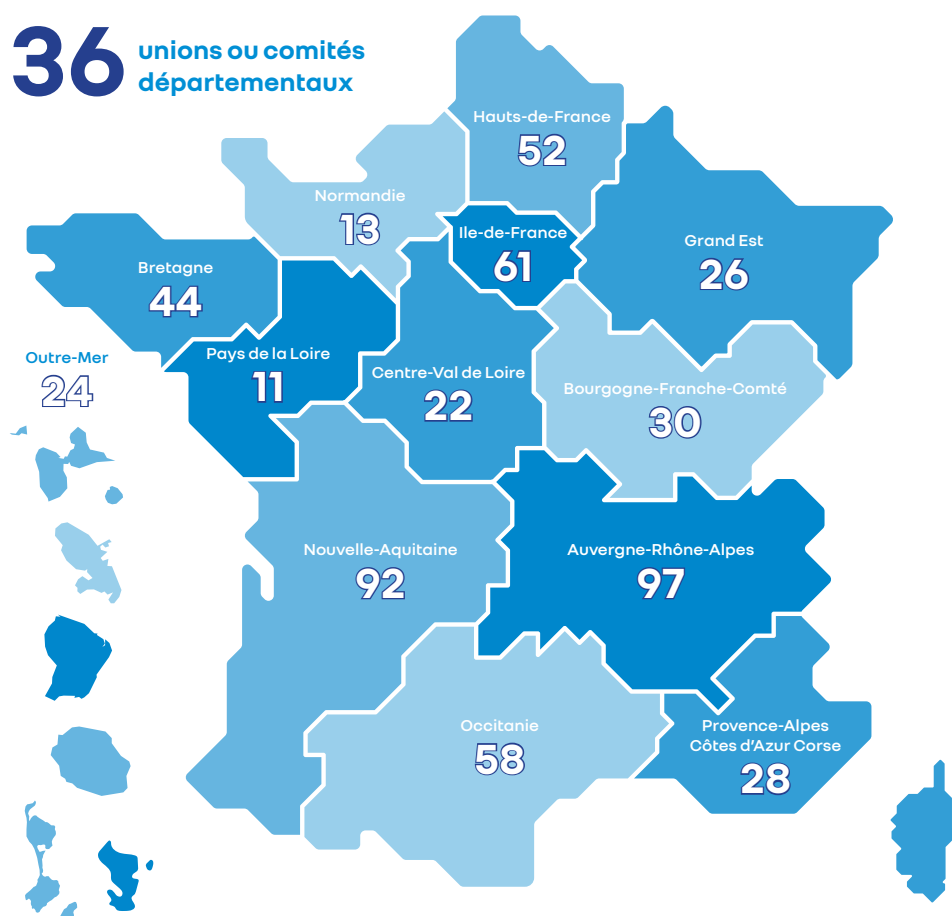 36
unions ou comités
départementaux
Hauts-de-France
52
Normandie
13
Ile-de-France
61
Grand Est
26
Bretagne
44
Pays de la Loire
11
Centre-Val de Loire
22
Bourgogne-Franche-Comté
30
Outre-Mer
24
Nouvelle-Aquitaine
92
Auvergne-Rhône-Alpes
97
Occitanie
58
Provence-Alpes
Côtes d'Azur Corse
28